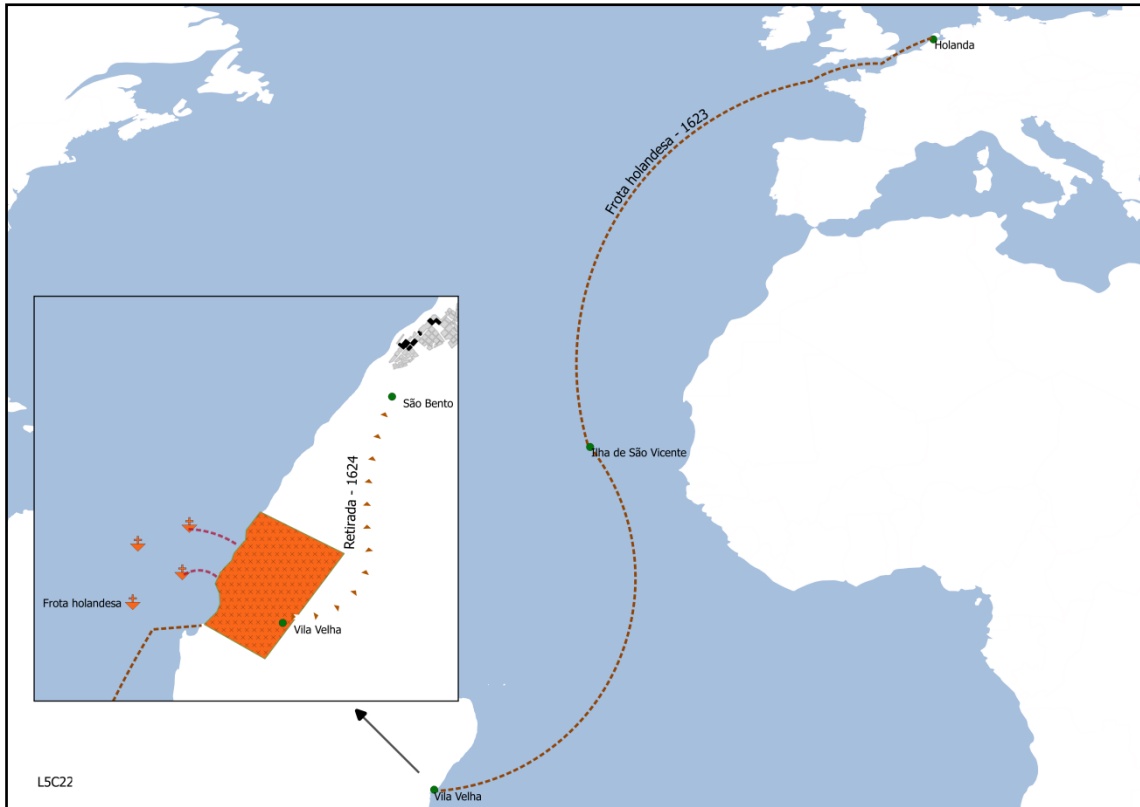 Holanda
Frota holandesa - 1623
São Bento
Ilha de São Vicente
Retirada - 1624
Frota holandesa
Vila Velha
L5C22
Vila Velha